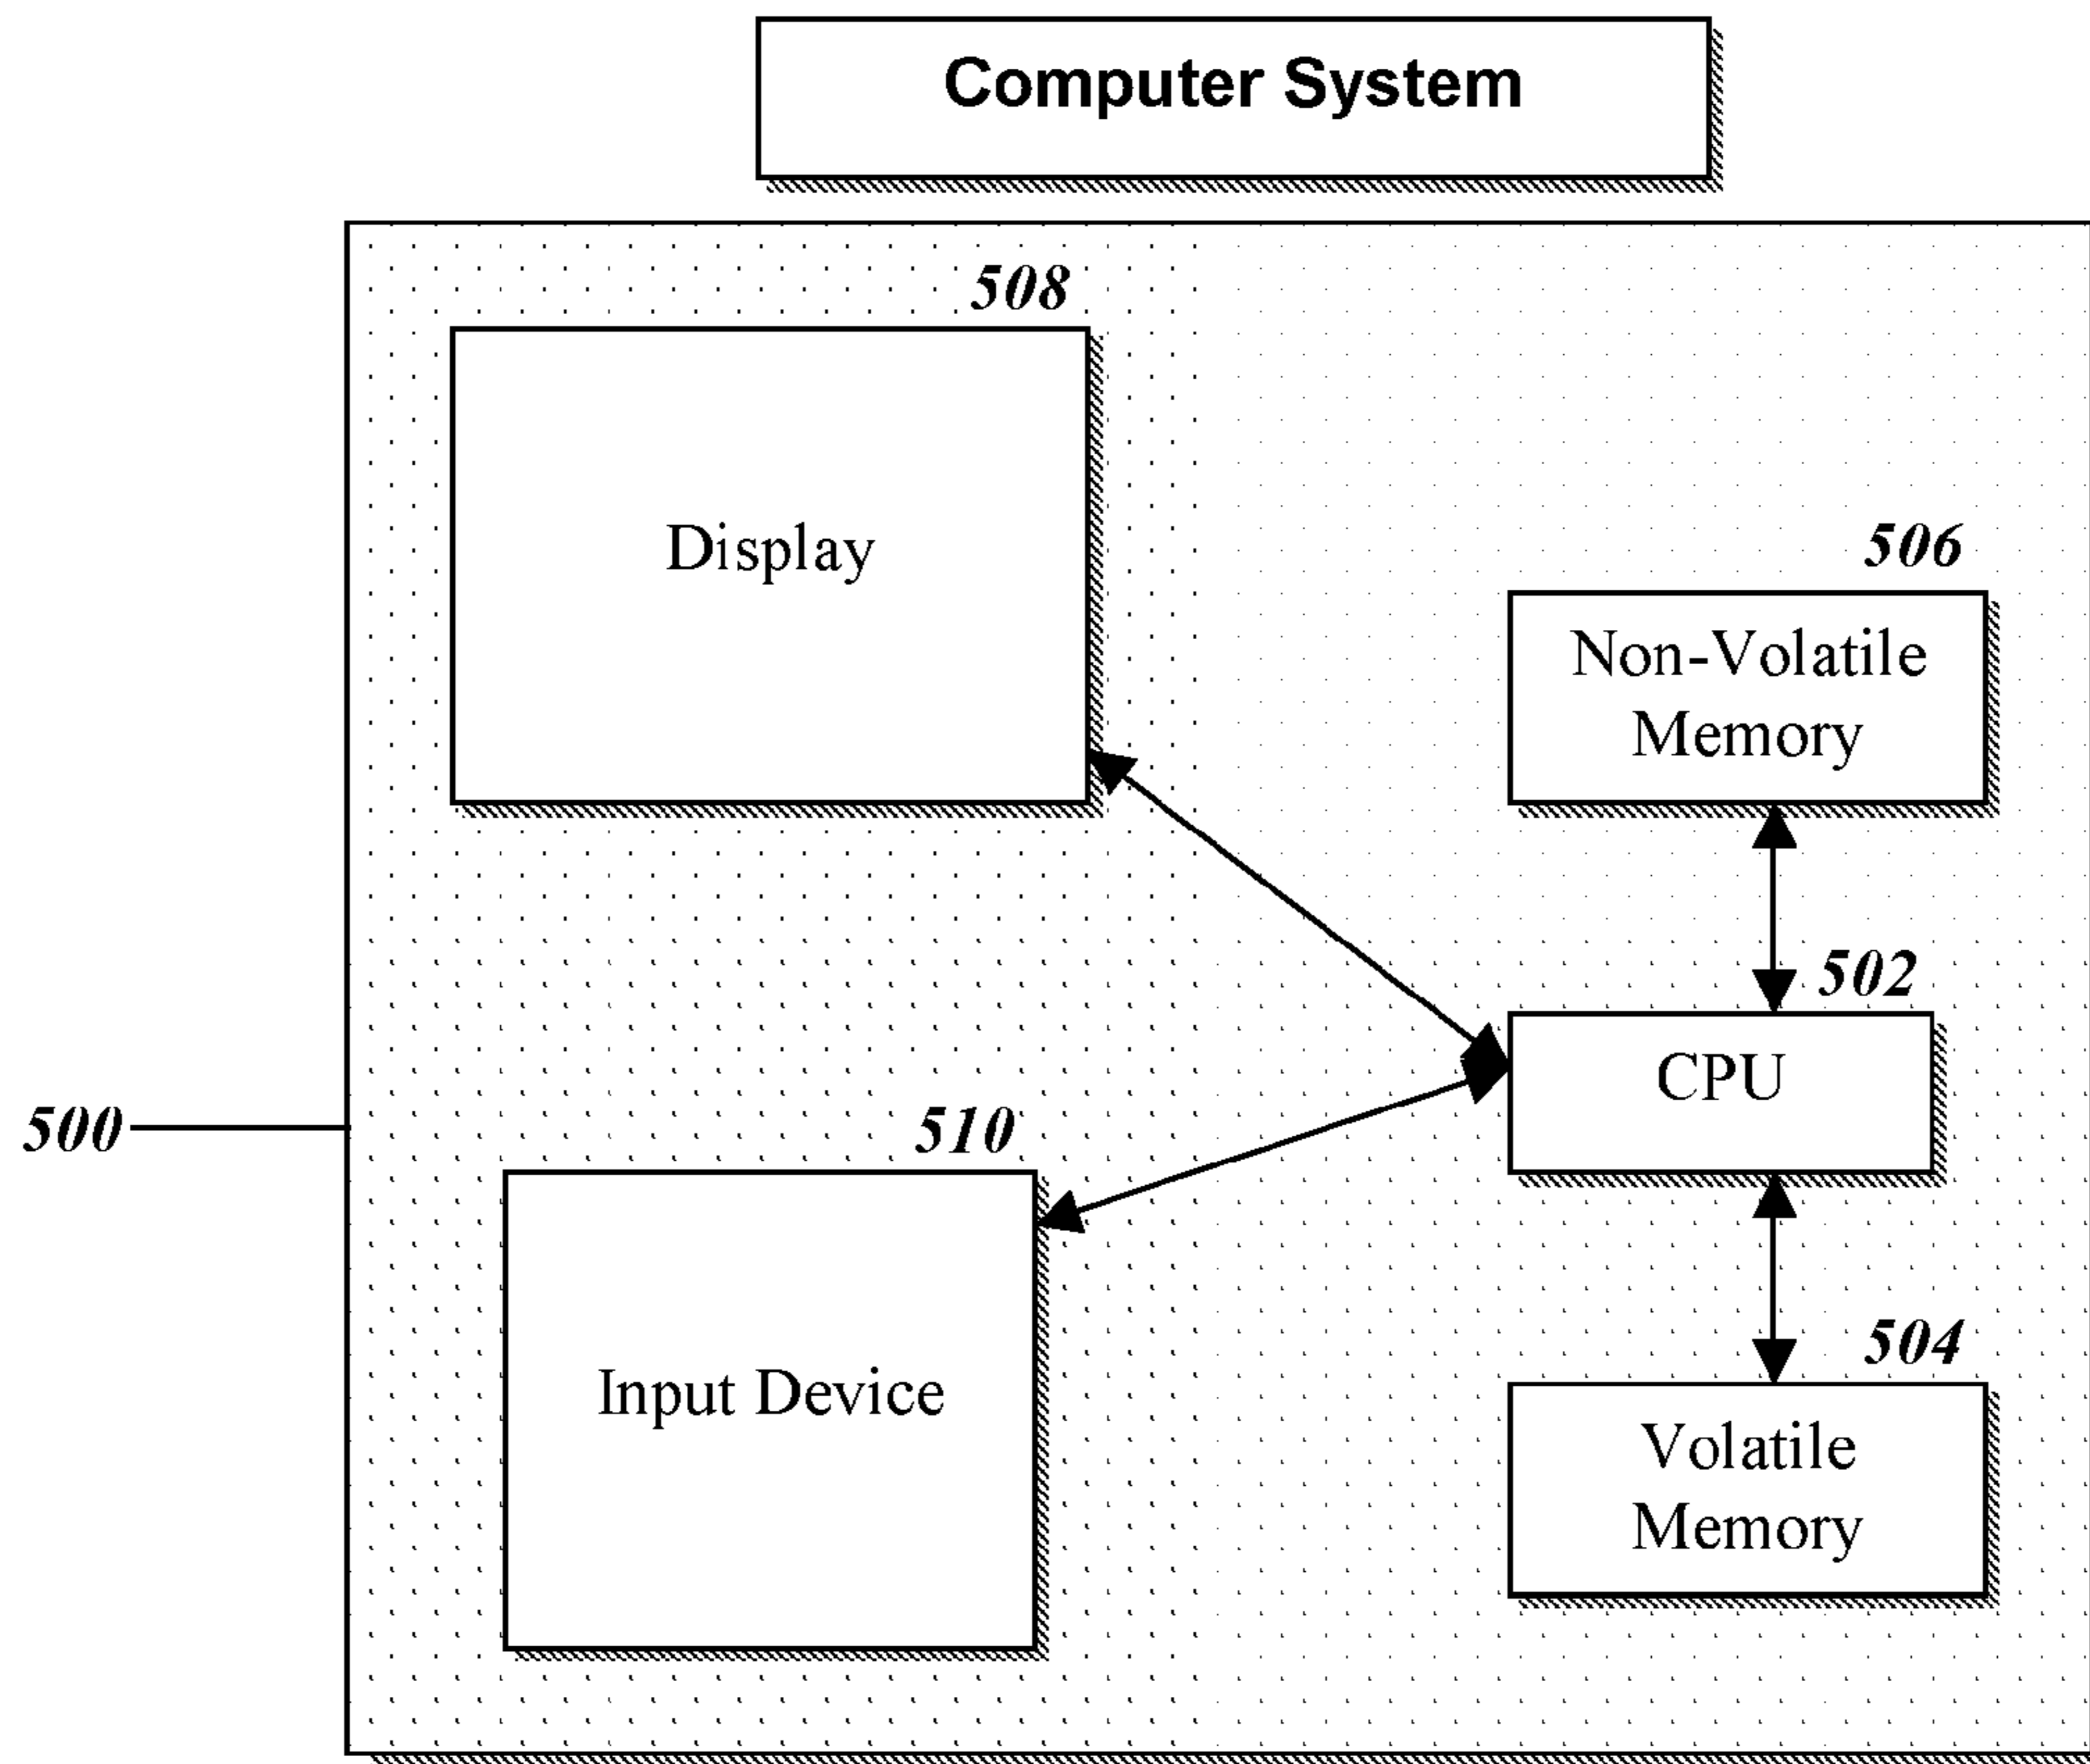 Computer System
508
Display
506
Non-Volatile
Memory
502
CPU
500
510
Input Device
504
Volatile
Memory